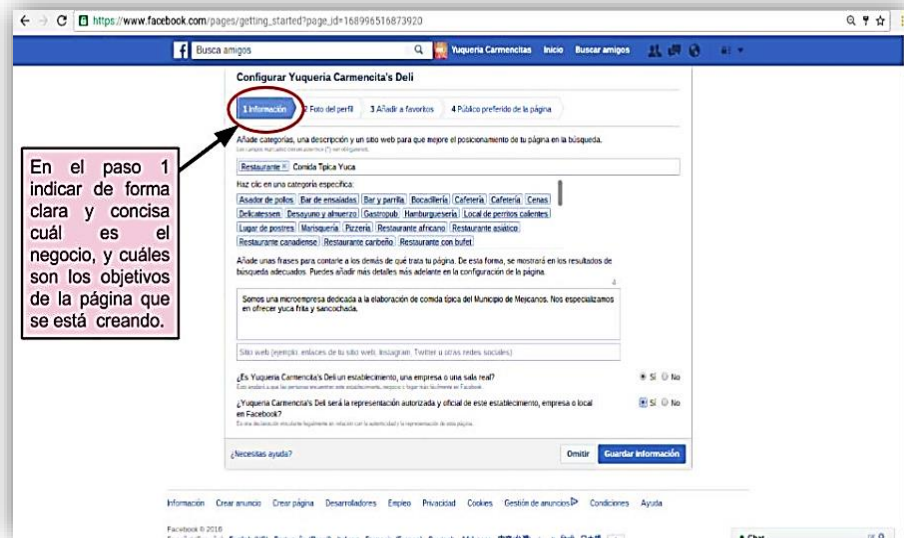 https://www.facebook.com/pages/getting_started?page_id=168996516873920
Busca amigos
Yuqueria Carmencitas Inicio Buscar amigos
Configurar Yuqueria Carmencita's Deli
1 Información 2 Foto del perfil 3 Añadir a favoritos 4 Público preferido de la página
En el paso 1
indicar de forma
clara y concisa
cuál es el
negocio, y cuáles
son los objetivos
de la página que
se está creando.
Añade categorías, una descripción y un sitio web para que mejore el posicionamiento de tu página en la búsqueda.
Restaurante × Comida Tipica Yuca
Haz clic en una categoría específica:
Asador de pollos Bar de ensaladas Bar y parrilla Bocadillería Cafetería Cafetería Cenas
Delicatessen Desayuno y almuerzo Gastropub Hamburguesería Local de perritos calientes
Lugar de postres Marisquería Pizzería Restaurante africano Restaurante asiático
Restaurante canadiense Restaurante caribeño Restaurante con bufet
Añade unas frases para contarle a los demás de qué trata tu página. De esta forma, se mostrará en los resultados de
búsqueda adecuados. Puedes añadir más detalles más adelante en la configuración de la página.
Somos una microempresa dedicada a la elaboración de comida típica del Municipio de Mejicanos. Nos especializamos
en ofrecer yuca frita y sancochada.
Sitio web (ejemplo: enlaces de tu sitio web, Instagram, Twitter u otras redes sociales)
¿Es Yuqueria Carmencita's Deli un establecimiento, una empresa o una sala real? Sí No
¿Yuqueria Carmencita's Deli será la representación autorizada y oficial de este establecimiento, empresa o local Sí No
en Facebook?
¿Necesitas ayuda? Omitir Guardar información
Información Crear anuncio Crear página Desarrolladores Empleo Privacidad Cookies Gestión de anuncios Condiciones Ayuda
Facebook © 2018
Chat